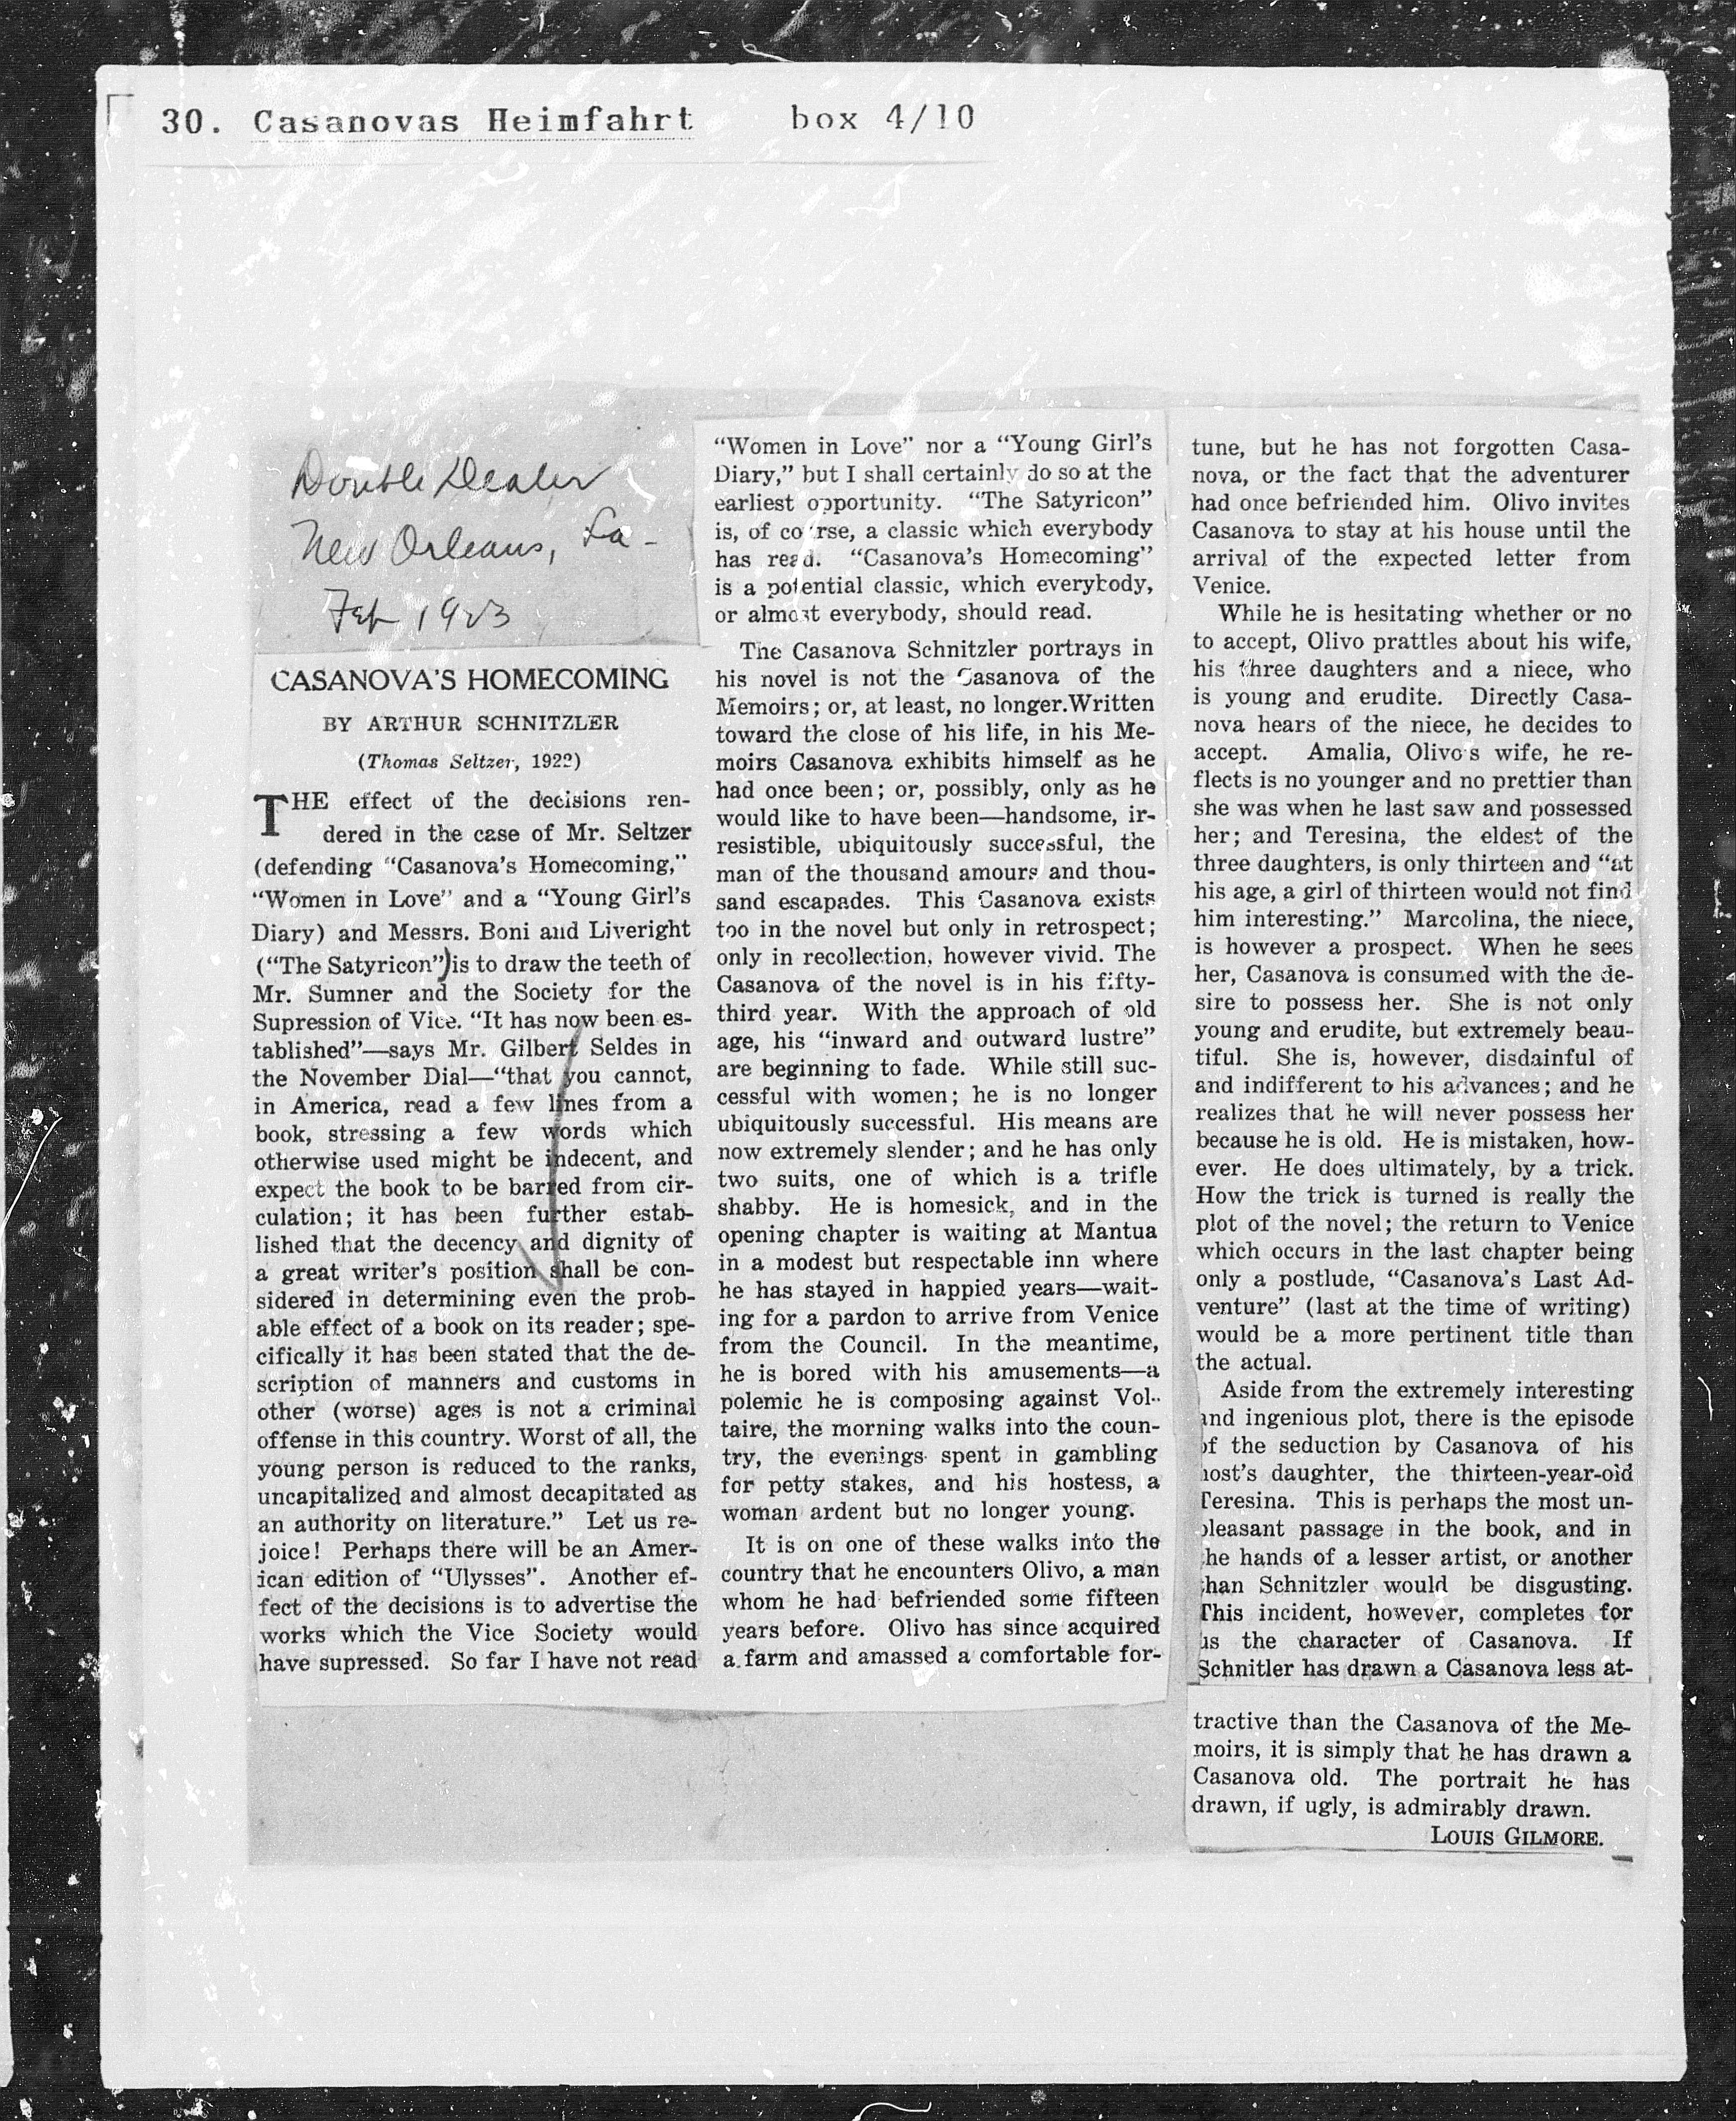 30. Casanovas Heimfahrt box 4/10
Double Dealer
New Orleans, La-
Feb 1923
CASANOVA'S HOMECOMING
BY ARTHUR SCHNITZLER
(Thomas Seltzer, 1922)
THE effect of the decisions ren-
dered in the case of Mr. Seltzer
(defending "Casanova's Homecoming,"
"Women in Love" and a "Young Girl's
Diary) and Messrs. Boni and Liveright
("The Satyricon") is to draw the teeth of
Mr. Sumner and the Society for the
Supression of Vice. "It has now been es-
tablished"—says Mr. Gilbert Seldes in
the November Dial—"that you cannot,
in America, read a few lines from a
book, stressing a few words which
otherwise used might be indecent, and
expect the book to be barred from cir-
culation; it has been further estab-
lished that the decency and dignity of
a great writer's position shall be con-
sidered in determining even the prob-
able effect of a book on its reader; spe-
cifically it has been stated that the de-
scription of manners and customs in
other (worse) ages is not a criminal
offense in this country. Worst of all, the
young person is reduced to the ranks,
uncapitalized and almost decapitated as
an authority on literature." Let us re-
joice! Perhaps there will be an Amer-
ican edition of "Ulysses". Another ef-
fect of the decisions is to advertise the
works which the Vice Society would
have supressed. So far I have not read
"Women in Love" nor a "Young Girl's
Diary," but I shall certainly do so at the
earliest opportunity. "The Satyricon"
is, of course, a classic which everybody
has read. "Casanova's Homecoming"
is a potential classic, which everybody,
or almost everybody, should read.
The Casanova Schnitzler portrays in
his novel is not the Casanova of the
Memoirs; or, at least, no longer.Written
toward the close of his life, in his Me-
moirs Casanova exhibits himself as he
had once been; or, possibly, only as he
would like to have been—handsome, ir-
resistible, ubiquitously successful, the
man of the thousand amours and thou-
sand escapades. This Casanova exists
too in the novel but only in retrospect;
only in recollection, however vivid. The
Casanova of the novel is in his fifty-
third year. With the approach of old
age, his "inward and outward lustre"
are beginning to fade. While still suc-
cessful with women; he is no longer
ubiquitously successful. His means are
now extremely slender; and he has only
two suits, one of which is a trifle
shabby. He is homesick, and in the
opening chapter is waiting at Mantua
in a modest but respectable inn where
he has stayed in happied years—wait-
ing for a pardon to arrive from Venice
from the Council. In the meantime,
he is bored with his amusements—a
polemic he is composing against Vol-
taire, the morning walks into the coun-
try, the evenings spent in gambling
for petty stakes, and his hostess, a
woman ardent but no longer young.
It is on one of these walks into the
country that he encounters Olivo, a man
whom he had befriended some fifteen
years before. Olivo has since acquired
a farm and amassed a comfortable for-
tune, but he has not forgotten Casa-
nova, or the fact that the adventurer
had once befriended him. Olivo invites
Casanova to stay at his house until the
arrival of the expected letter from
Venice.
While he is hesitating whether or no
to accept, Olivo prattles about his wife,
his three daughters and a niece, who
is young and erudite. Directly Casa-
nova hears of the niece, he decides to
accept. Amalia, Olivo's wife, he re-
flects is no younger and no prettier than
she was when he last saw and possessed
her; and Teresina, the eldest of the
three daughters, is only thirteen and "at
his age, a girl of thirteen would not find
him interesting." Marcolina, the niece,
is however a prospect. When he sees
her, Casanova is consumed with the de-
sire to possess her. She is not only
young and erudite, but extremely beau-
tiful. She is, however, disdainful of
and indifferent to his advances; and he
realizes that he will never possess her
because he is old. He is mistaken, how-
ever. He does ultimately, by a trick.
How the trick is turned is really the
plot of the novel; the return to Venice
which occurs in the last chapter being
only a postlude, "Casanova's Last Ad-
venture" (last at the time of writing)
would be a more pertinent title than
the actual.
Aside from the extremely interesting
and ingenious plot, there is the episode
of the seduction by Casanova of his
host's daughter, the thirteen-year-old
Teresina. This is perhaps the most un-
pleasant passage in the book, and in
the hands of a lesser artist, or another
than Schnitzler would be disgusting.
This incident, however, completes for
us the character of Casanova. If
Schnitler has drawn a Casanova less at-
tractive than the Casanova of the Me-
moirs, it is simply that he has drawn a
Casanova old. The portrait he has
drawn, if ugly, is admirably drawn.
LOUIS GILMORE.